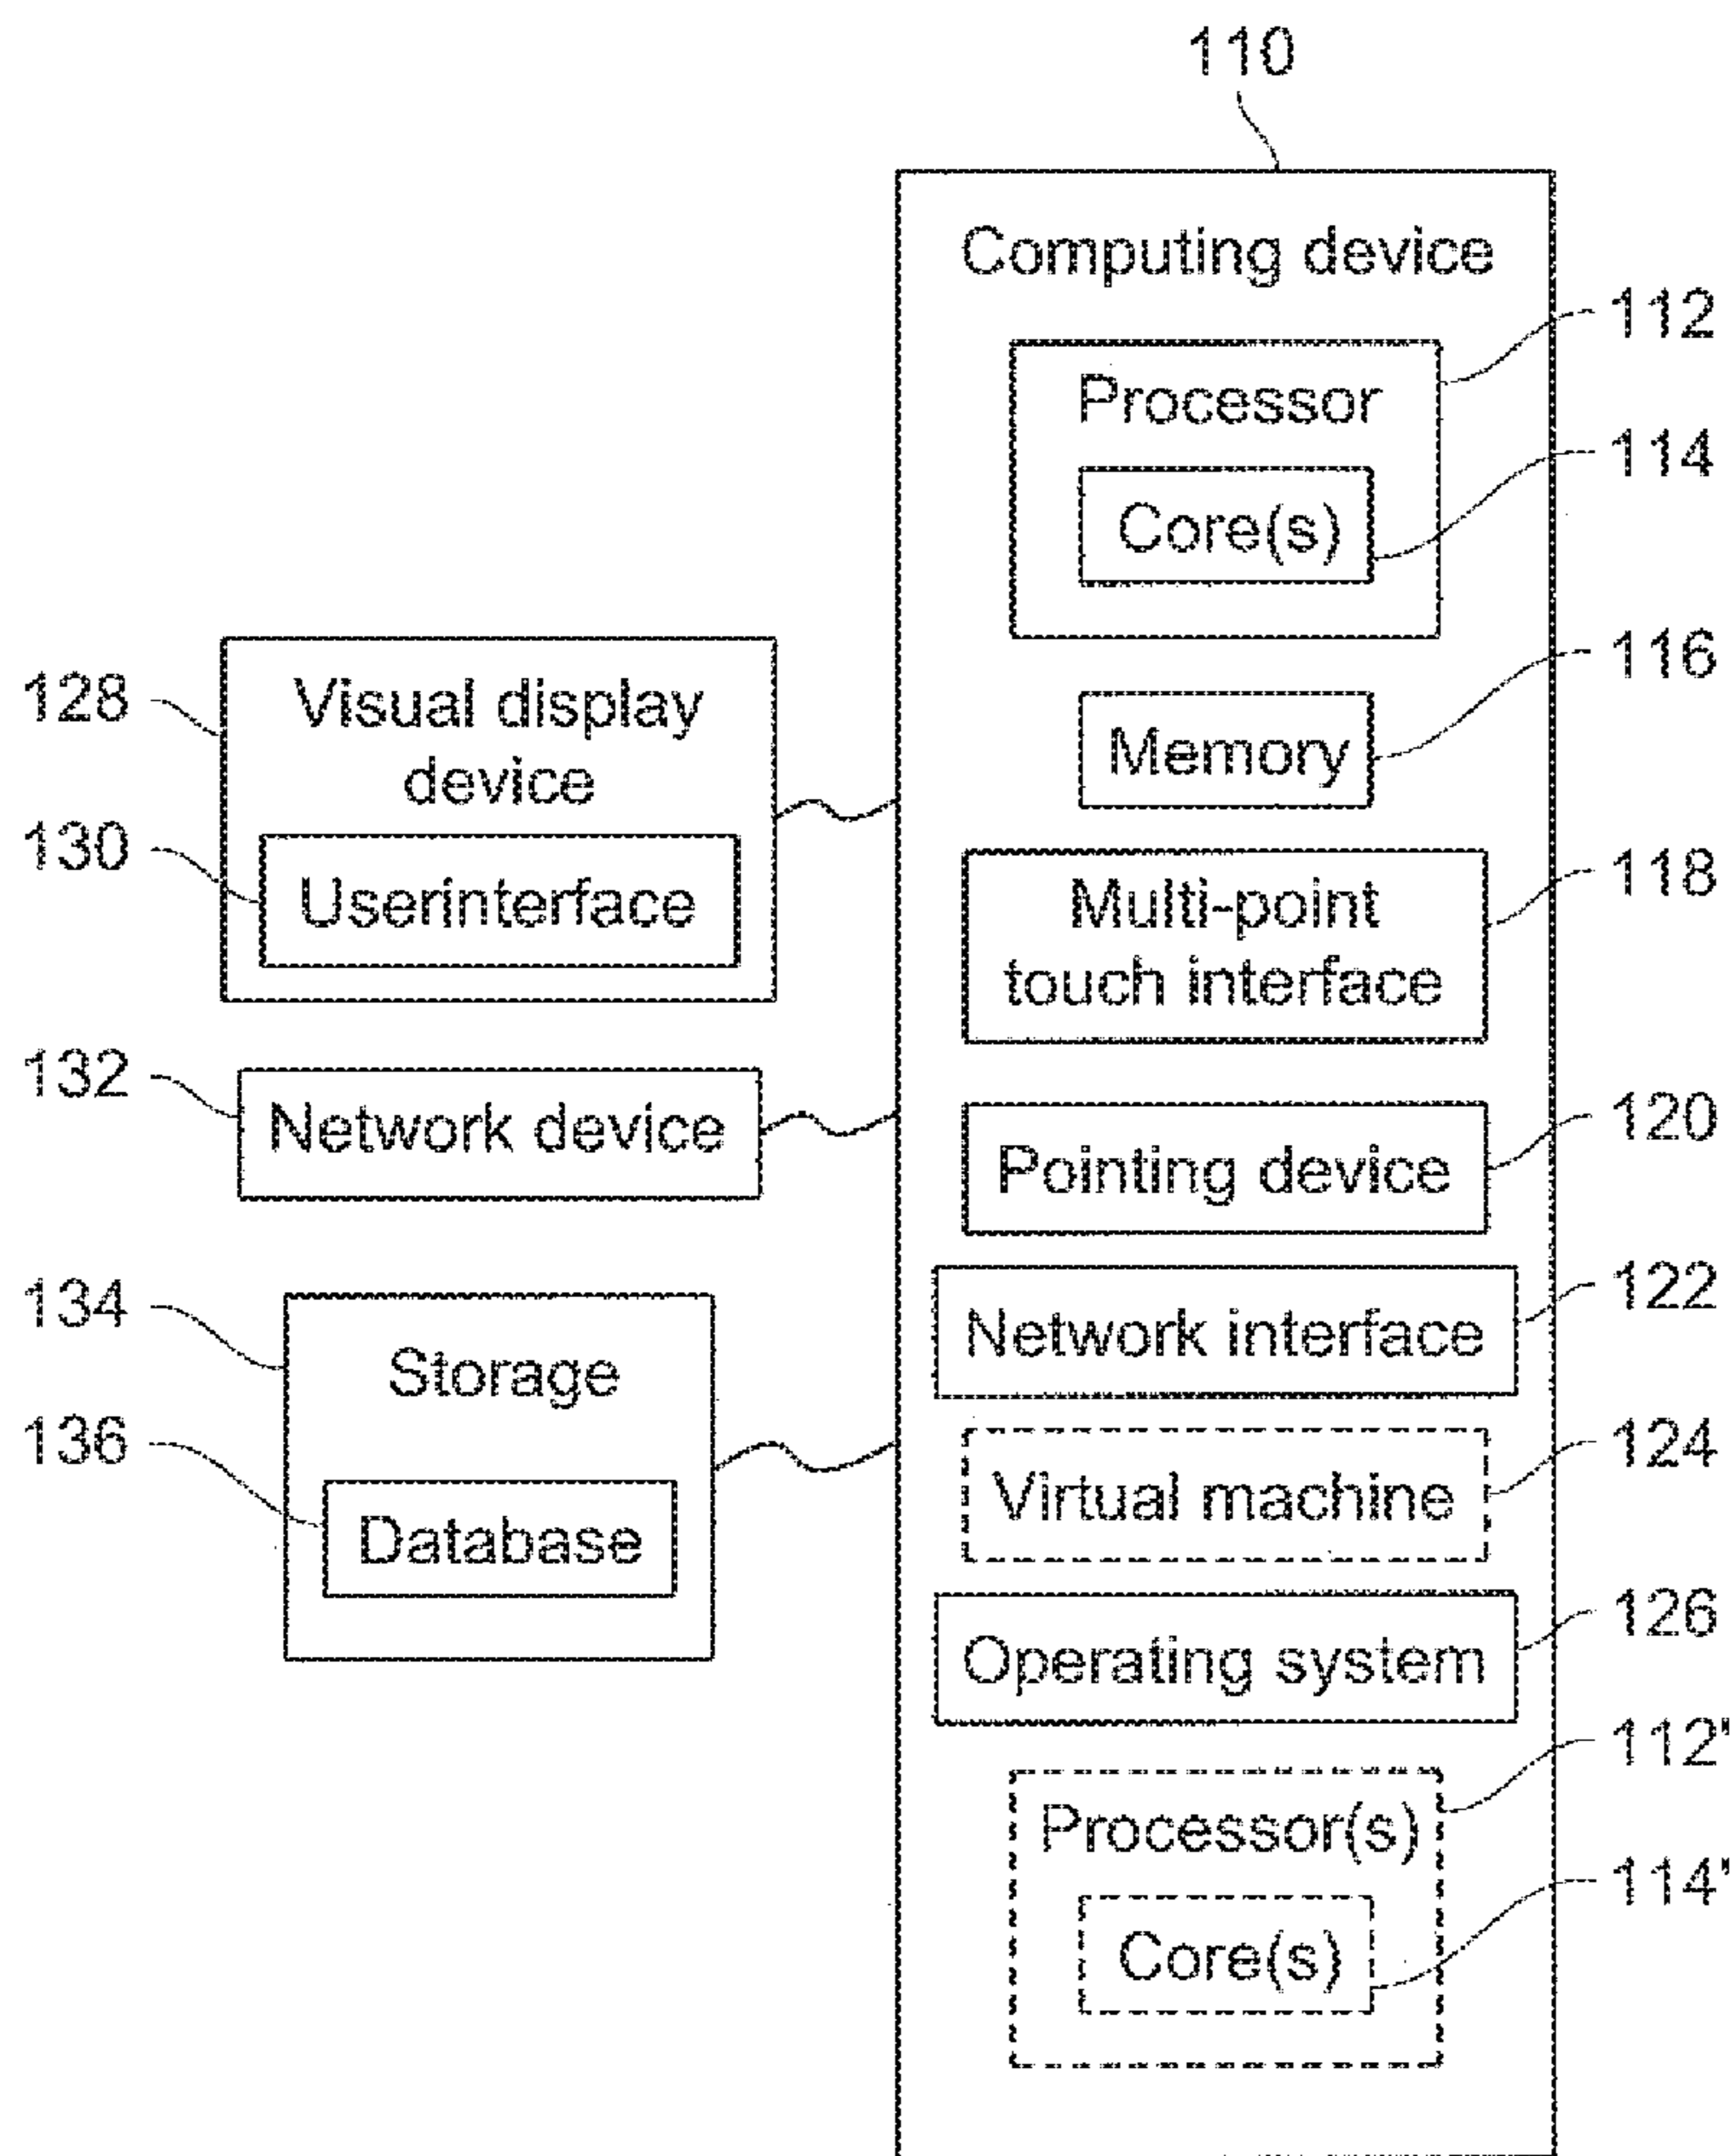 110
Computing device
112
Processor
114
Core(s)
116
Memory
118
Multi-point
touch interface
120
Pointing device
122
Network interface
124
Virtual machine
126
Operating system
112'
Processor(s)
114'
Core(s)
128
Visual display
device
130
Userinterface
132
Network device
134
Storage
136
Database